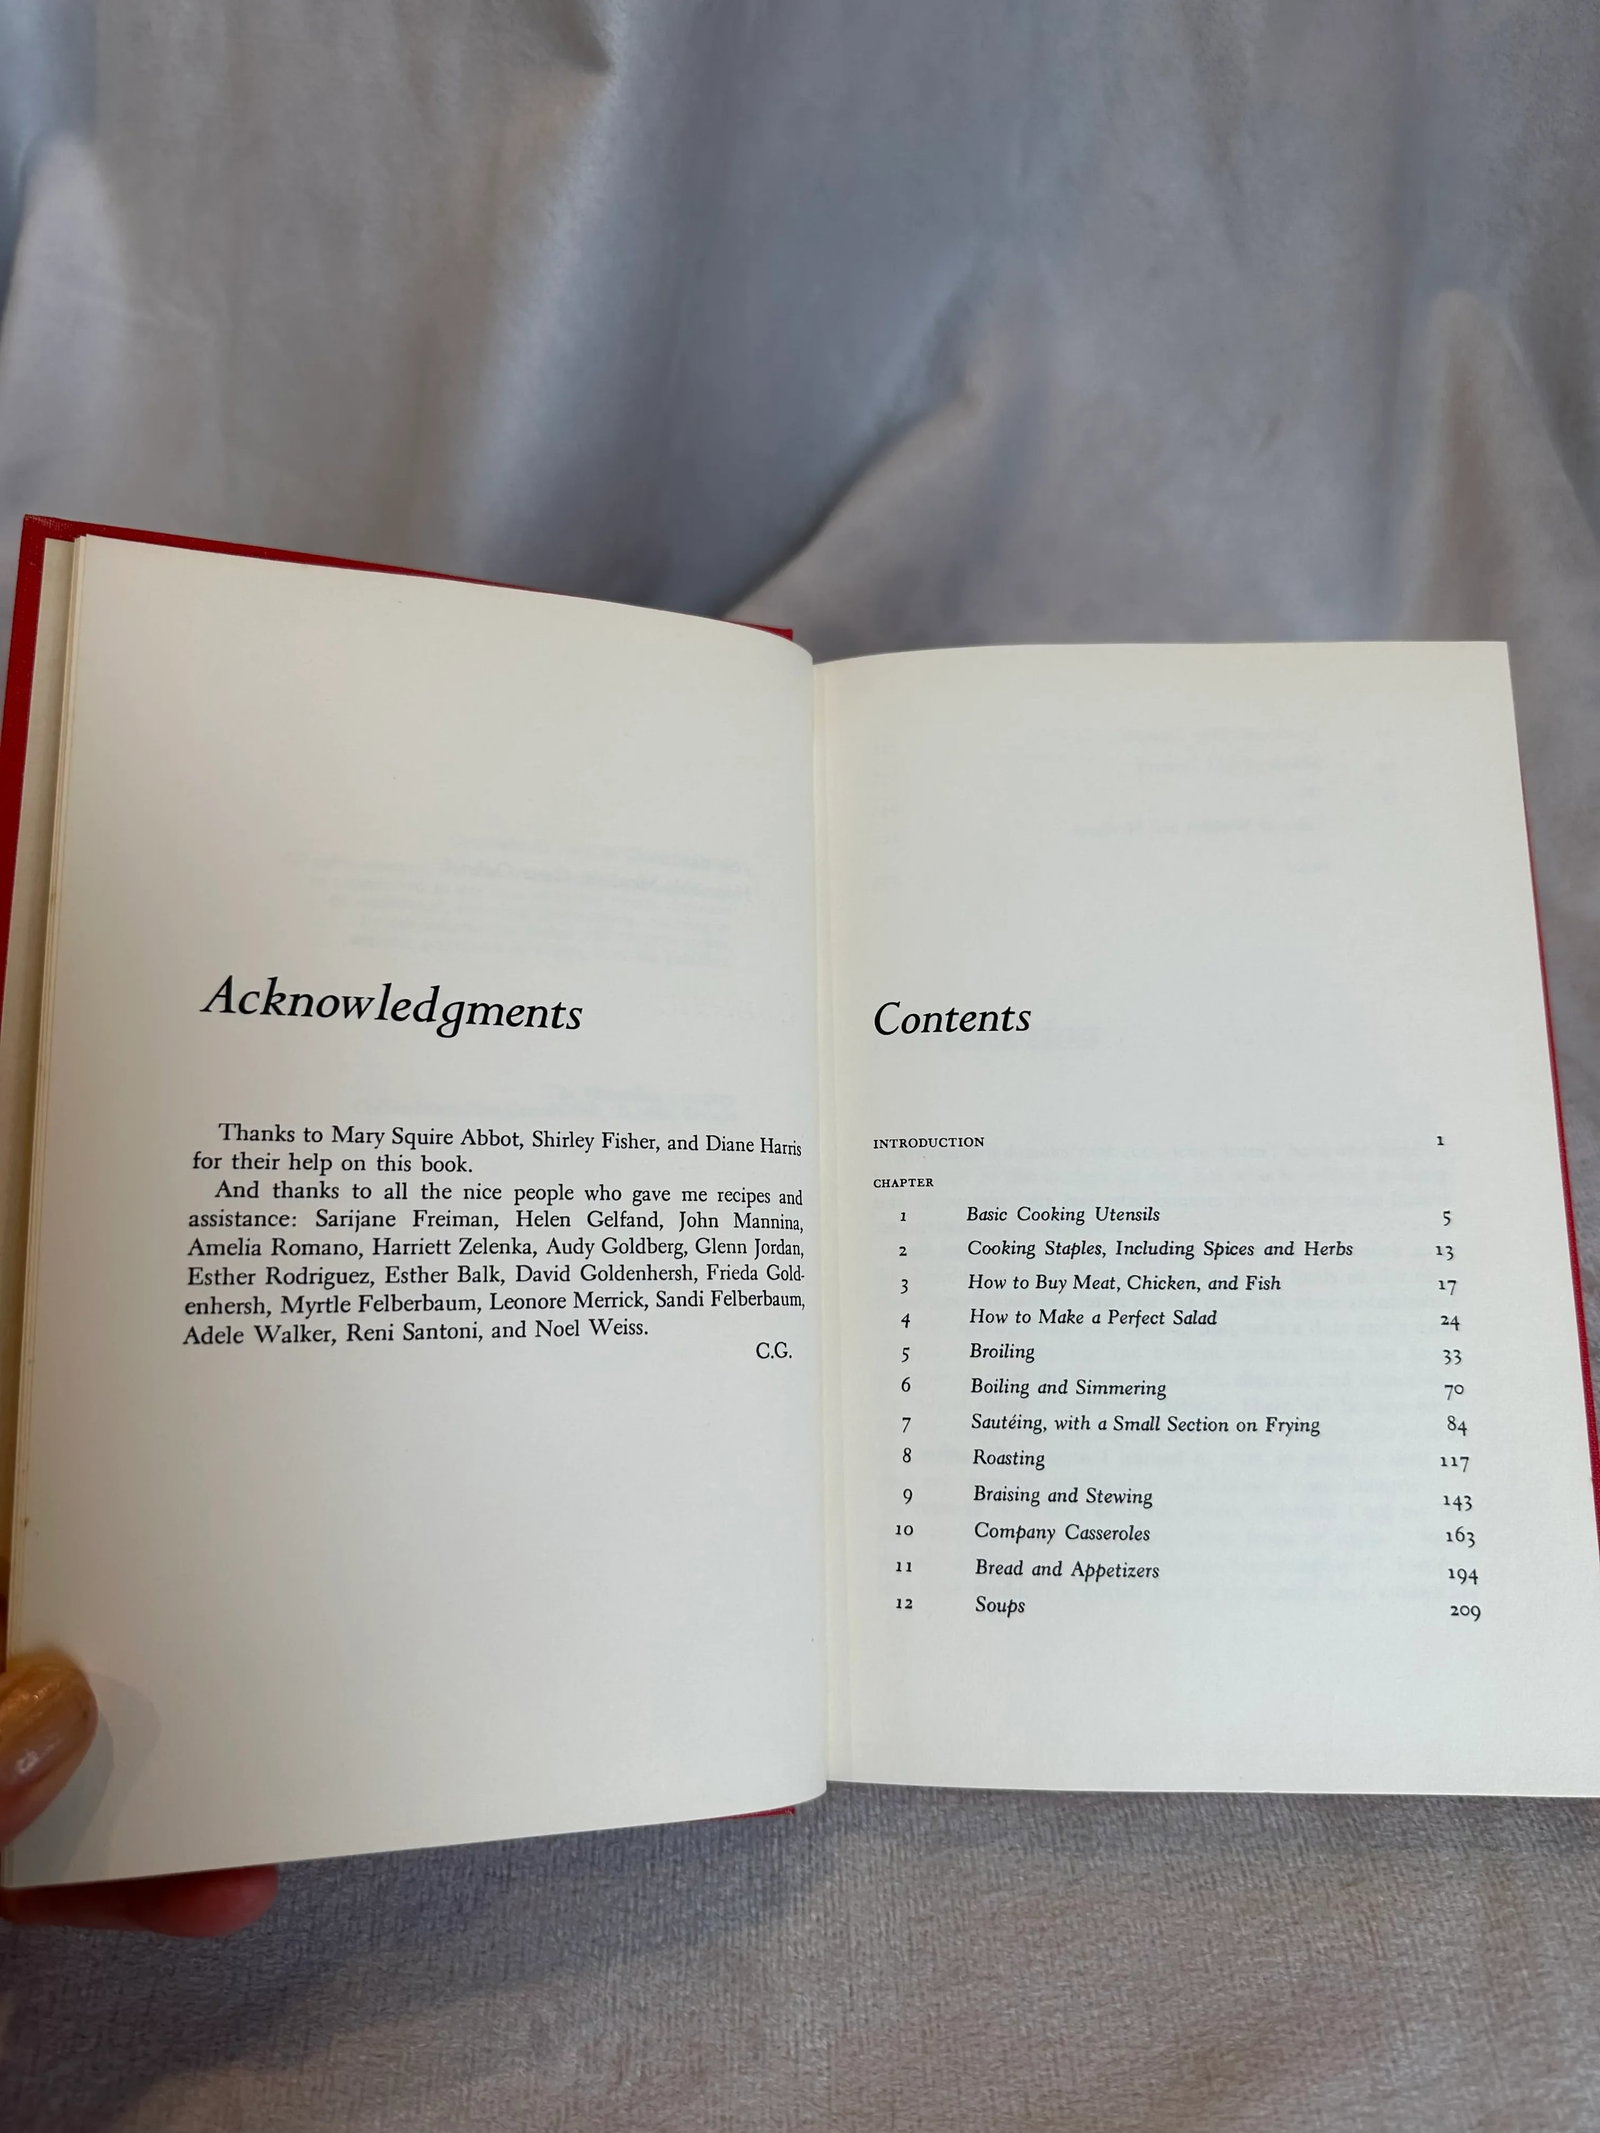 Acknowledgments
Thanks to Mary Squire Abbot, Shirley Fisher, and Diane Harris
for their help on this book.
And thanks to all the nice people who gave me recipes and
assistance: Sarijane Freiman, Helen Gelfand, John Mannina,
Amelia Romano, Harriett Zelenka, Audy Goldberg, Glenn Jordan,
Esther Rodriguez, Esther Balk, David Goldenhersh, Frieda Gold-
enhersh, Myrtle Felberbaum, Leonore Merrick, Sandi Felberbaum,
Adele Walker, Reni Santoni, and Noel Weiss.
C.G.
Contents
INTRODUCTION 1
CHAPTER
1 Basic Cooking Utensils 5
2 Cooking Staples, Including Spices and Herbs 13
3 How to Buy Meat, Chicken, and Fish 17
4 How to Make a Perfect Salad 24
5 Broiling 33
6 Boiling and Simmering 70
7 Sautéing, with a Small Section on Frying 84
8 Roasting 117
9 Braising and Stewing 143
10 Company Casseroles 163
11 Bread and Appetizers 194
12 Soups 209